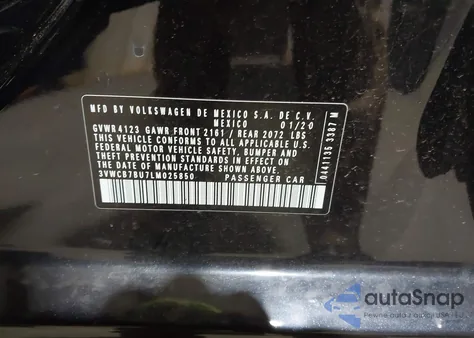 MFD BY VOLKSWAGEN DE MEXICO S.A. DE C.V.
MEXICO 01/20
GVWR 4123 GAWR FRONT 2161 / REAR 2072 LBS
THIS VEHICLE CONFORMS TO ALL APPLICABLE U.S.
FEDERAL MOTOR VEHICLE SAFETY, BUMPER AND
THEFT PREVENTION STANDARDS IN EFFECT ON
THE DATE OF MANUFACTURE SHOWN ABOVE.
3VWCB7BU7LM025850 PASSENGER CAR
0441135 3387 M
autoSnap